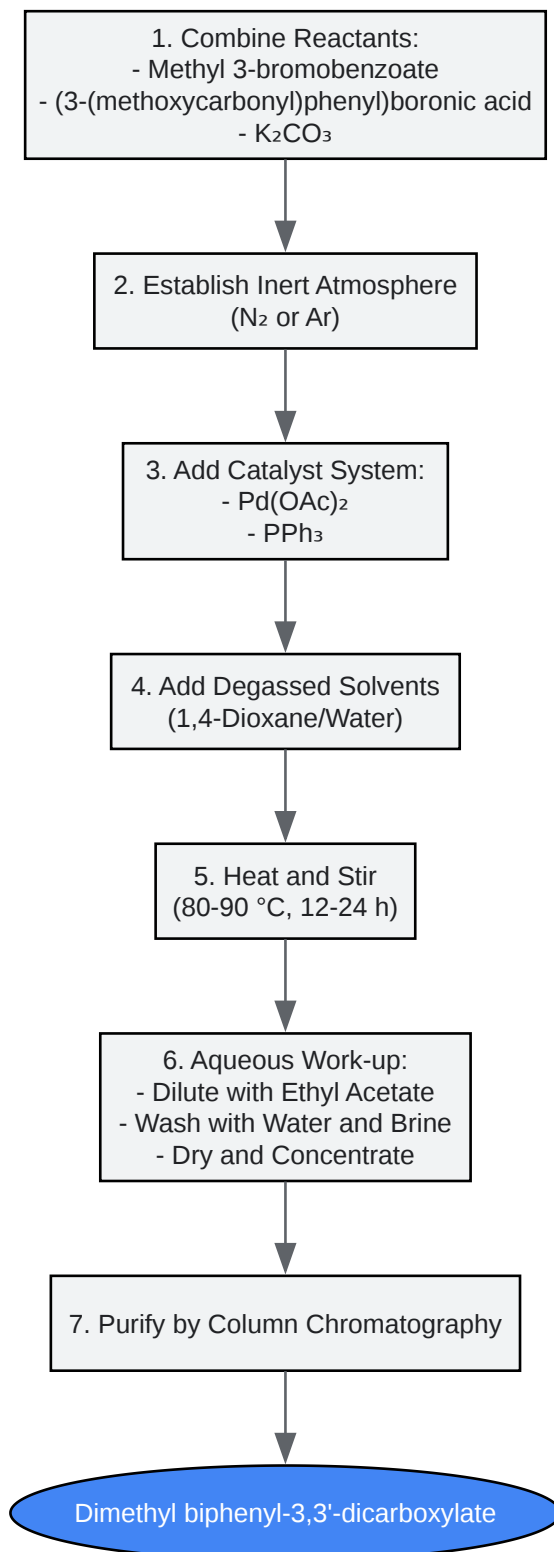 1. Combine Reactants:
- Methyl 3-bromobenzoate
- (3-(methoxycarbonyl)phenyl)boronic acid
- K₂CO₃
2. Establish Inert Atmosphere
(N₂ or Ar)
3. Add Catalyst System:
- Pd(OAc)₂
- PPh₃
4. Add Degassed Solvents
(1,4-Dioxane/Water)
5. Heat and Stir
(80-90 °C, 12-24 h)
6. Aqueous Work-up:
- Dilute with Ethyl Acetate
- Wash with Water and Brine
- Dry and Concentrate
7. Purify by Column Chromatography
Dimethyl biphenyl-3,3'-dicarboxylate